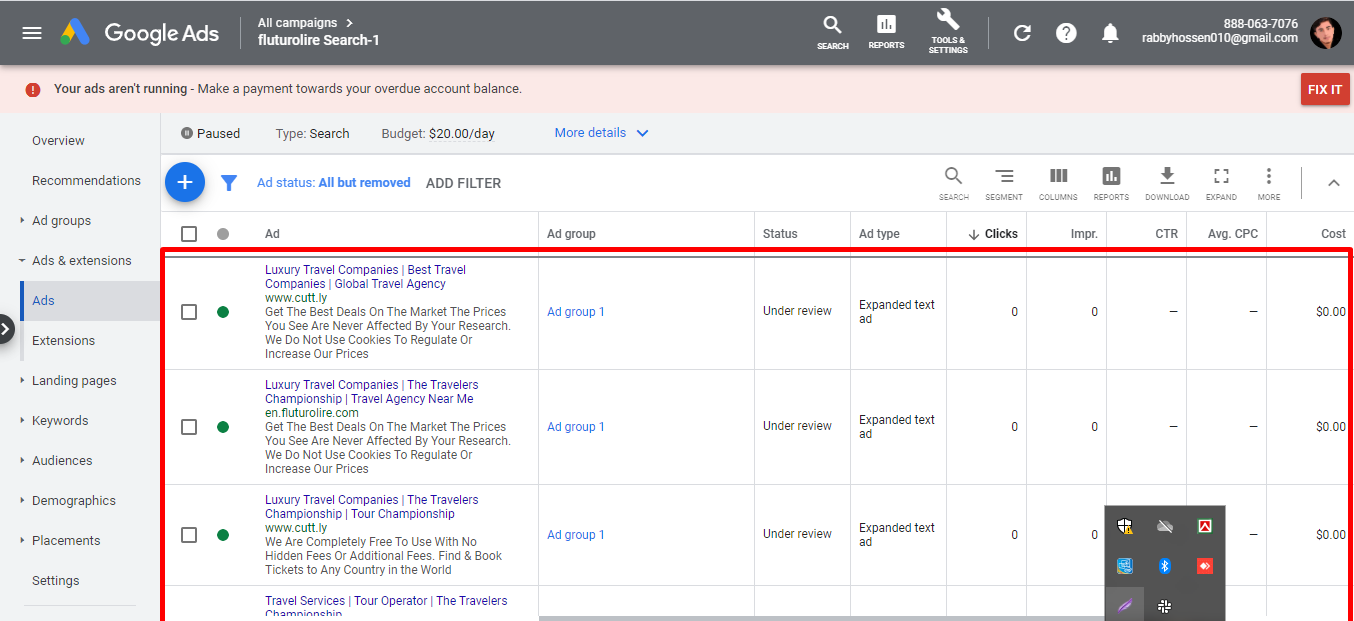 Google Ads
All campaigns
fluturolire Search-1
SEARCH
REPORTS
TOOLS &
SETTINGS
888-063-7076
rabbyhossen010@gmail.com
Your ads aren't running - Make a payment towards your overdue account balance.
FIX IT
Overview
Recommendations
Ad groups
Ads & extensions
Ads
Extensions
Landing pages
Keywords
Audiences
Demographics
Placements
Settings
Paused
Type: Search
Budget: $20.00/day
More details
Ad status: All but removed
ADD FILTER
SEARCH
SEGMENT
COLUMNS
REPORTS
DOWNLOAD
EXPAND
MORE
Ad
Ad group
Status
Ad type
Clicks
Impr.
CTR
Avg. CPC
Cost
Luxury Travel Companies | Best Travel
Companies | Global Travel Agency
www.cutt.ly
Get The Best Deals On The Market The Prices
You See Are Never Affected By Your Research.
We Do Not Use Cookies To Regulate Or
Increase Our Prices
Ad group 1
Under review
Expanded text
ad
0
0
–
–
$0.00
Luxury Travel Companies | The Travelers
Championship | Travel Agency Near Me
en.fluturolire.com
Get The Best Deals On The Market The Prices
You See Are Never Affected By Your Research.
We Do Not Use Cookies To Regulate Or
Increase Our Prices
Ad group 1
Under review
Expanded text
ad
0
0
–
–
$0.00
Luxury Travel Companies | The Travelers
Championship | Tour Championship
www.cutt.ly
We Are Completely Free To Use With No
Hidden Fees Or Additional Fees. Find & Book
Tickets to Any Country in the World
Ad group 1
Under review
Expanded text
ad
0
0
–
$0.00
Travel Services | Tour Operator | The Travelers
Championship